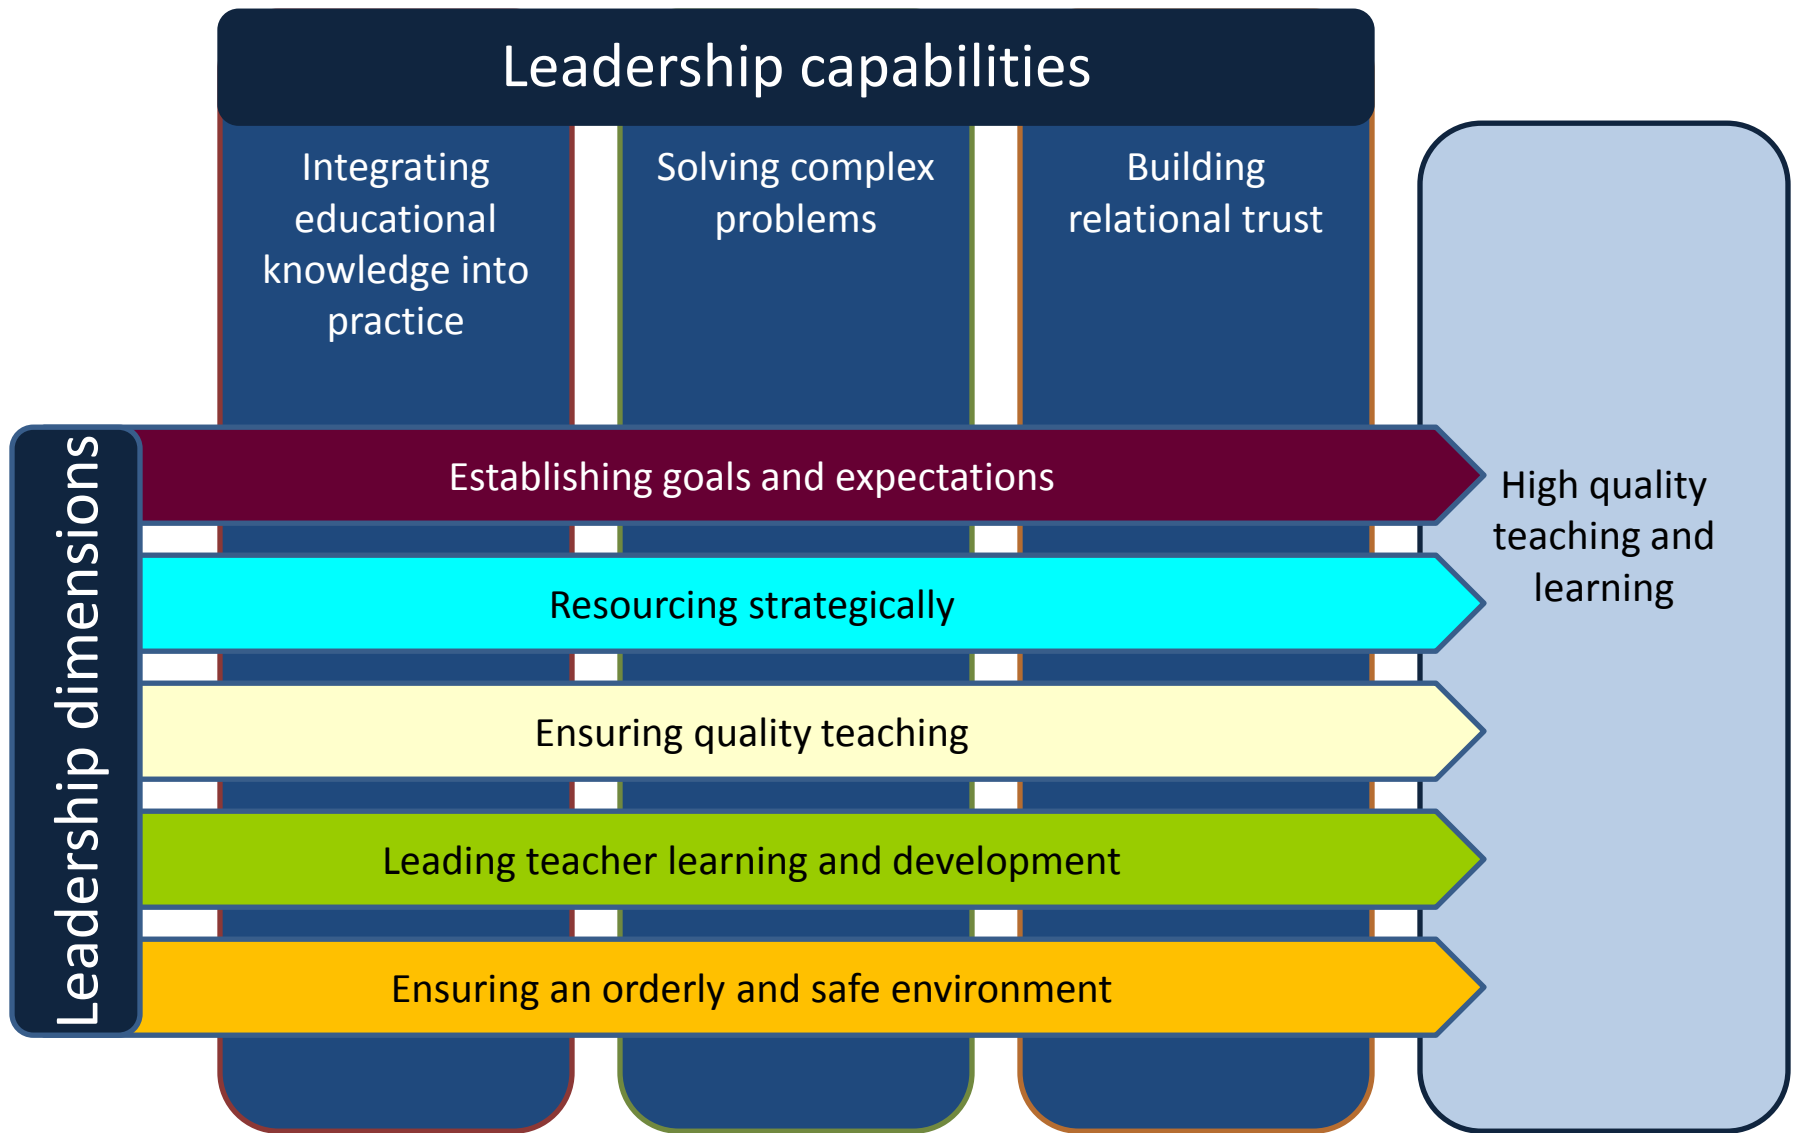 Leadership capabilities
Integrating
educational
knowledge into
practice
Solving complex
problems
Building
relational trust
Leadership dimensions
Establishing goals and expectations
Resourcing strategically
Ensuring quality teaching
Leading teacher learning and development
Ensuring an orderly and safe environment
High quality
teaching and
learning